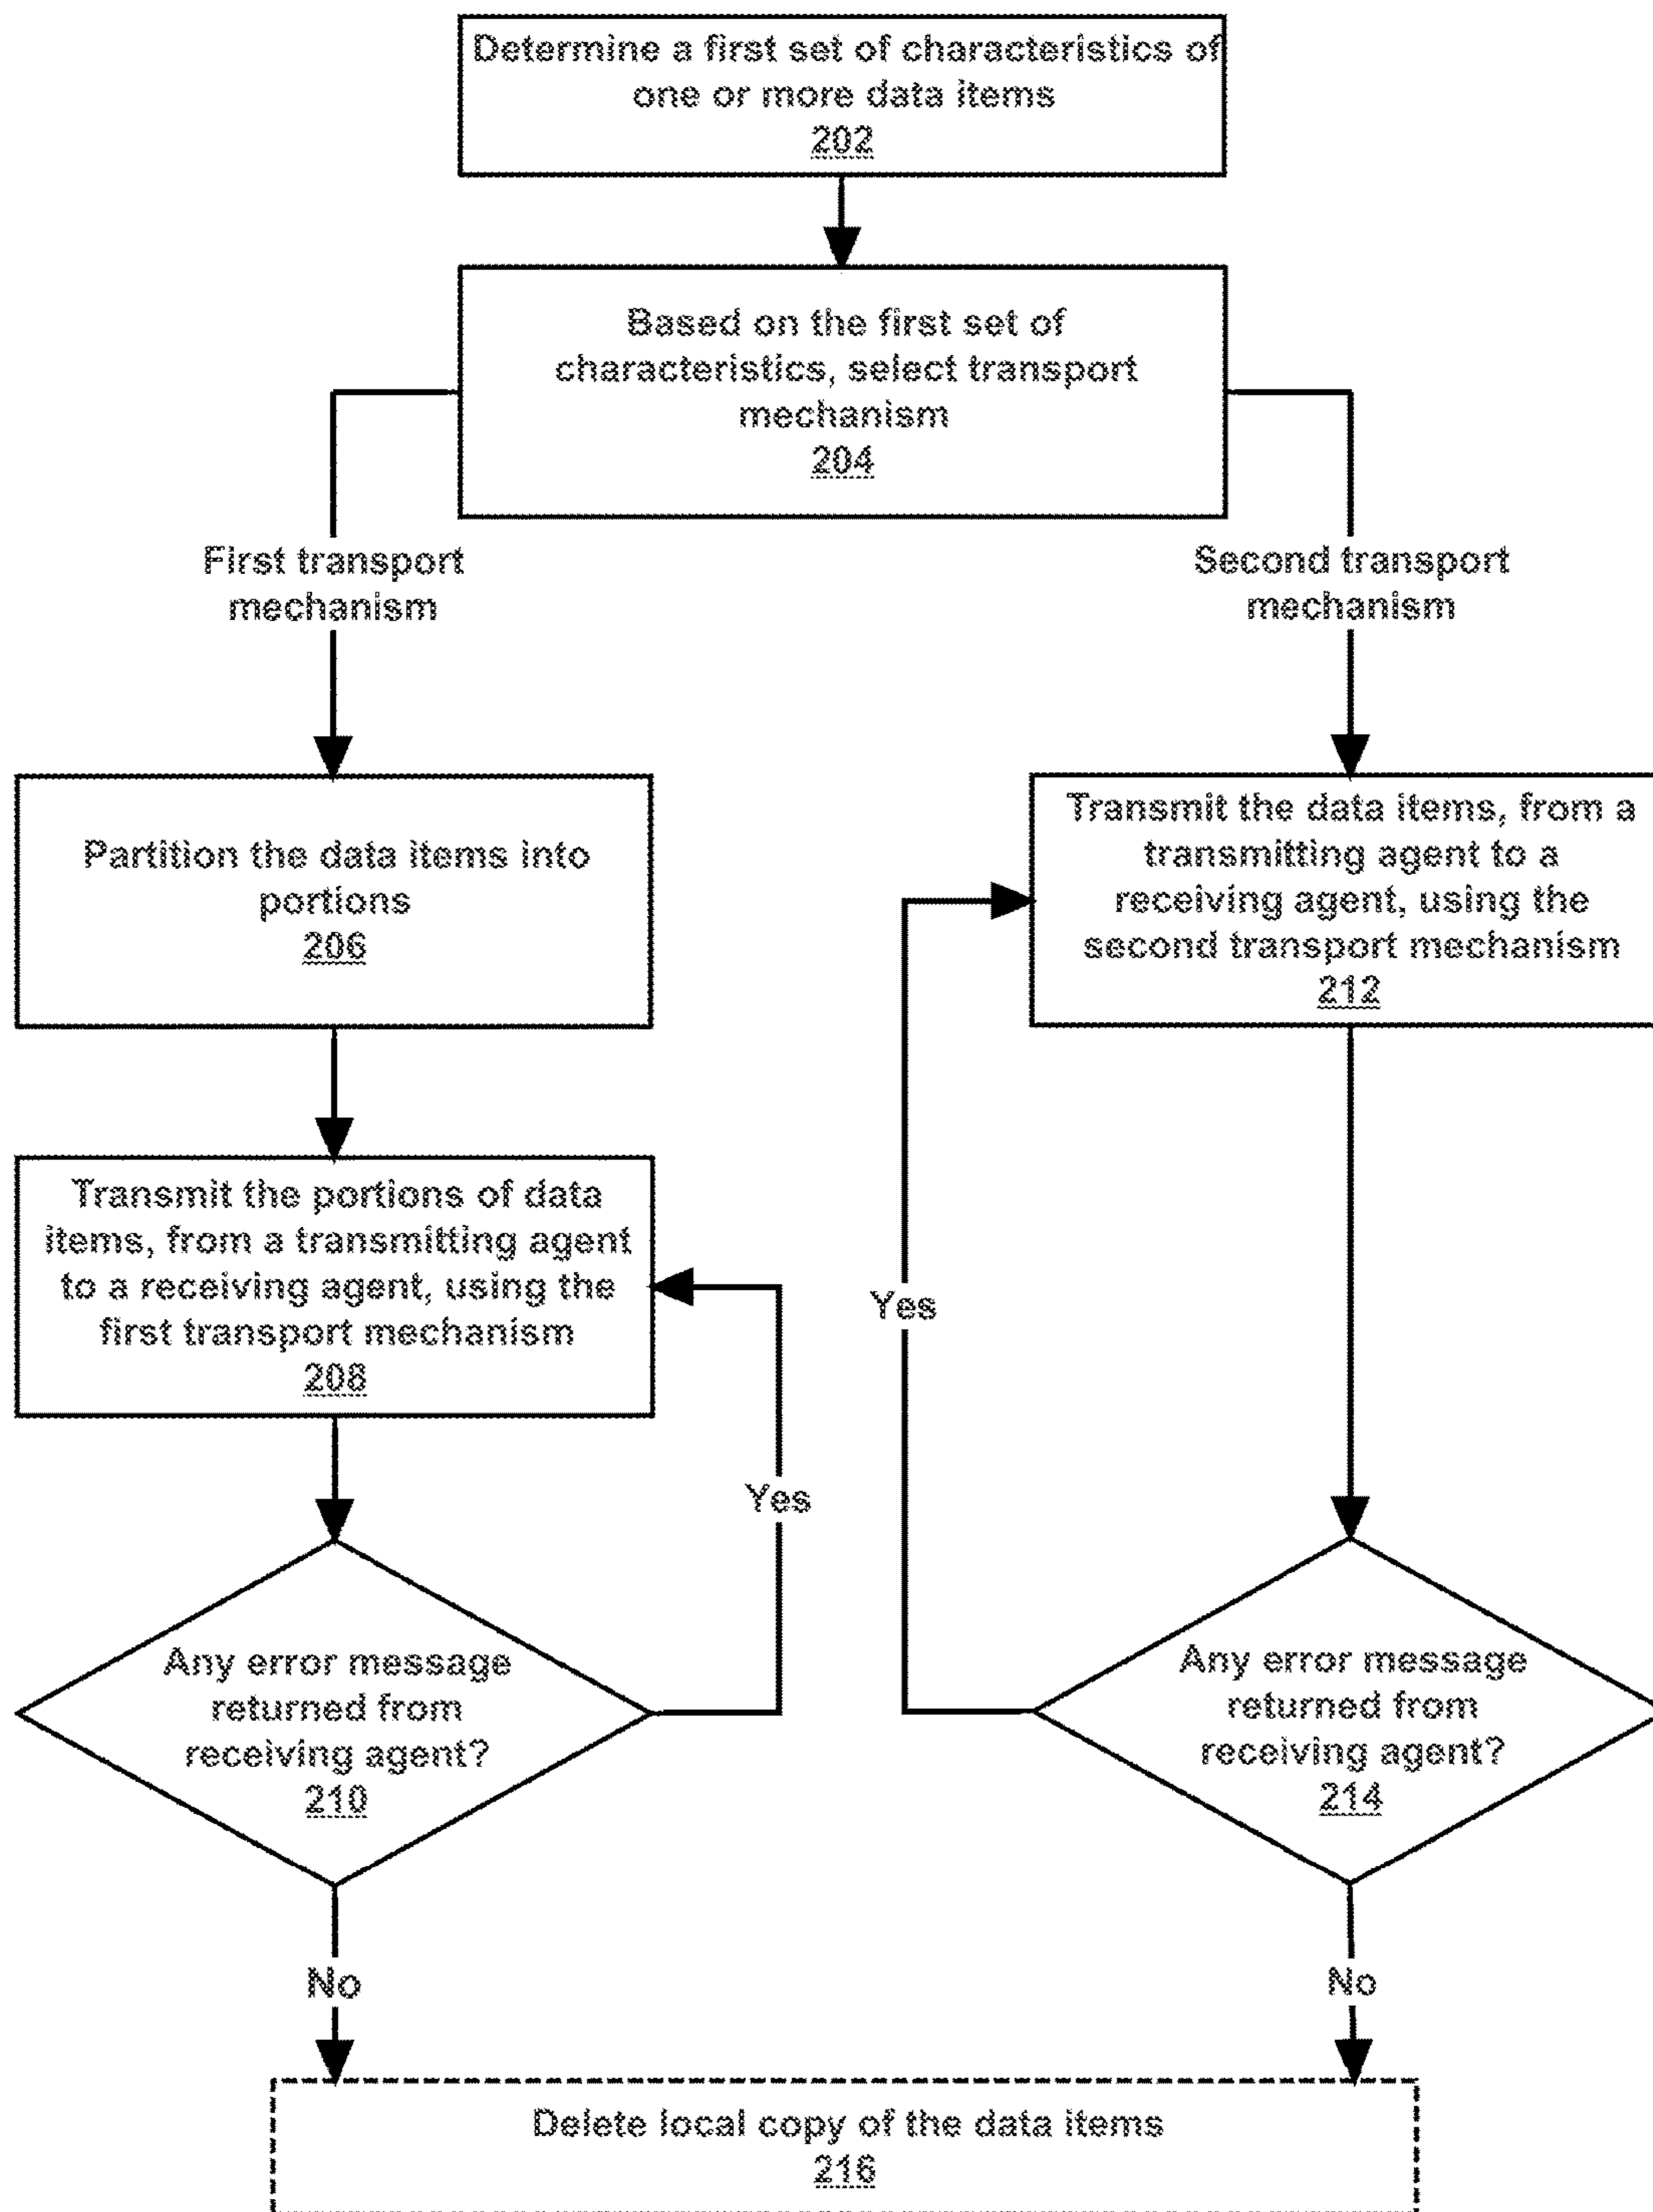 Determine a first set of characteristics of
one or more data items
202
Based on the first set of
characteristics, select transport
mechanism
204
First transport
mechanism
Second transport
mechanism
Partition the data items into
portions
206
Transmit the data items, from a
transmitting agent to a
receiving agent, using the
second transport mechanism
212
Transmit the portions of data
items, from a transmitting agent
to a receiving agent, using the
first transport mechanism
208
Yes
Yes
Any error message
returned from
receiving agent?
210
Any error message
returned from
receiving agent?
214
No
No
Delete local copy of the data items
216